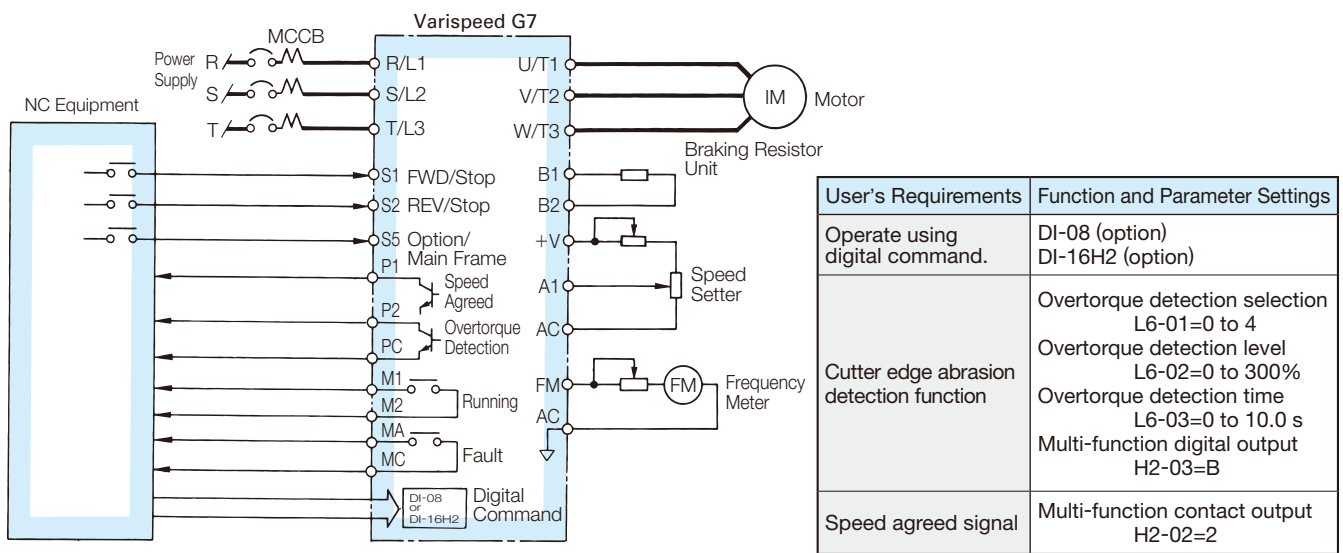 Varispeed G7
MCCB
Power Supply
R
R/L1
U/T1
S
S/L2
V/T2
IM
Motor
T
T/L3
W/T3
NC Equipment
Braking Resistor Unit
S1 FWD/Stop
B1
S2 REV/Stop
B2
S5 Option/Main Frame
+V
P1
Speed Agreed
A1
Speed Setter
P2
Overtorque Detection
AC
PC
M1
FM
FM
Frequency Meter
M2
Running
AC
MA
MC
Fault
DI-08
or
DI-16H2
Digital Command
User's Requirements
Function and Parameter Settings
Operate using
digital command.
DI-08 (option)
DI-16H2 (option)
Cutter edge abrasion
detection function
Overtorque detection selection
L6-01=0 to 4
Overtorque detection level
L6-02=0 to 300%
Overtorque detection time
L6-03=0 to 10.0 s
Multi-function digital output
H2-03=B
Speed agreed signal
Multi-function contact output
H2-02=2